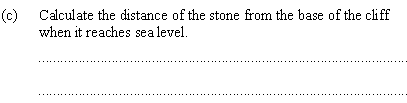 (c) Calculate the distance of the stone from the base of the cliff
when it reaches sea level.